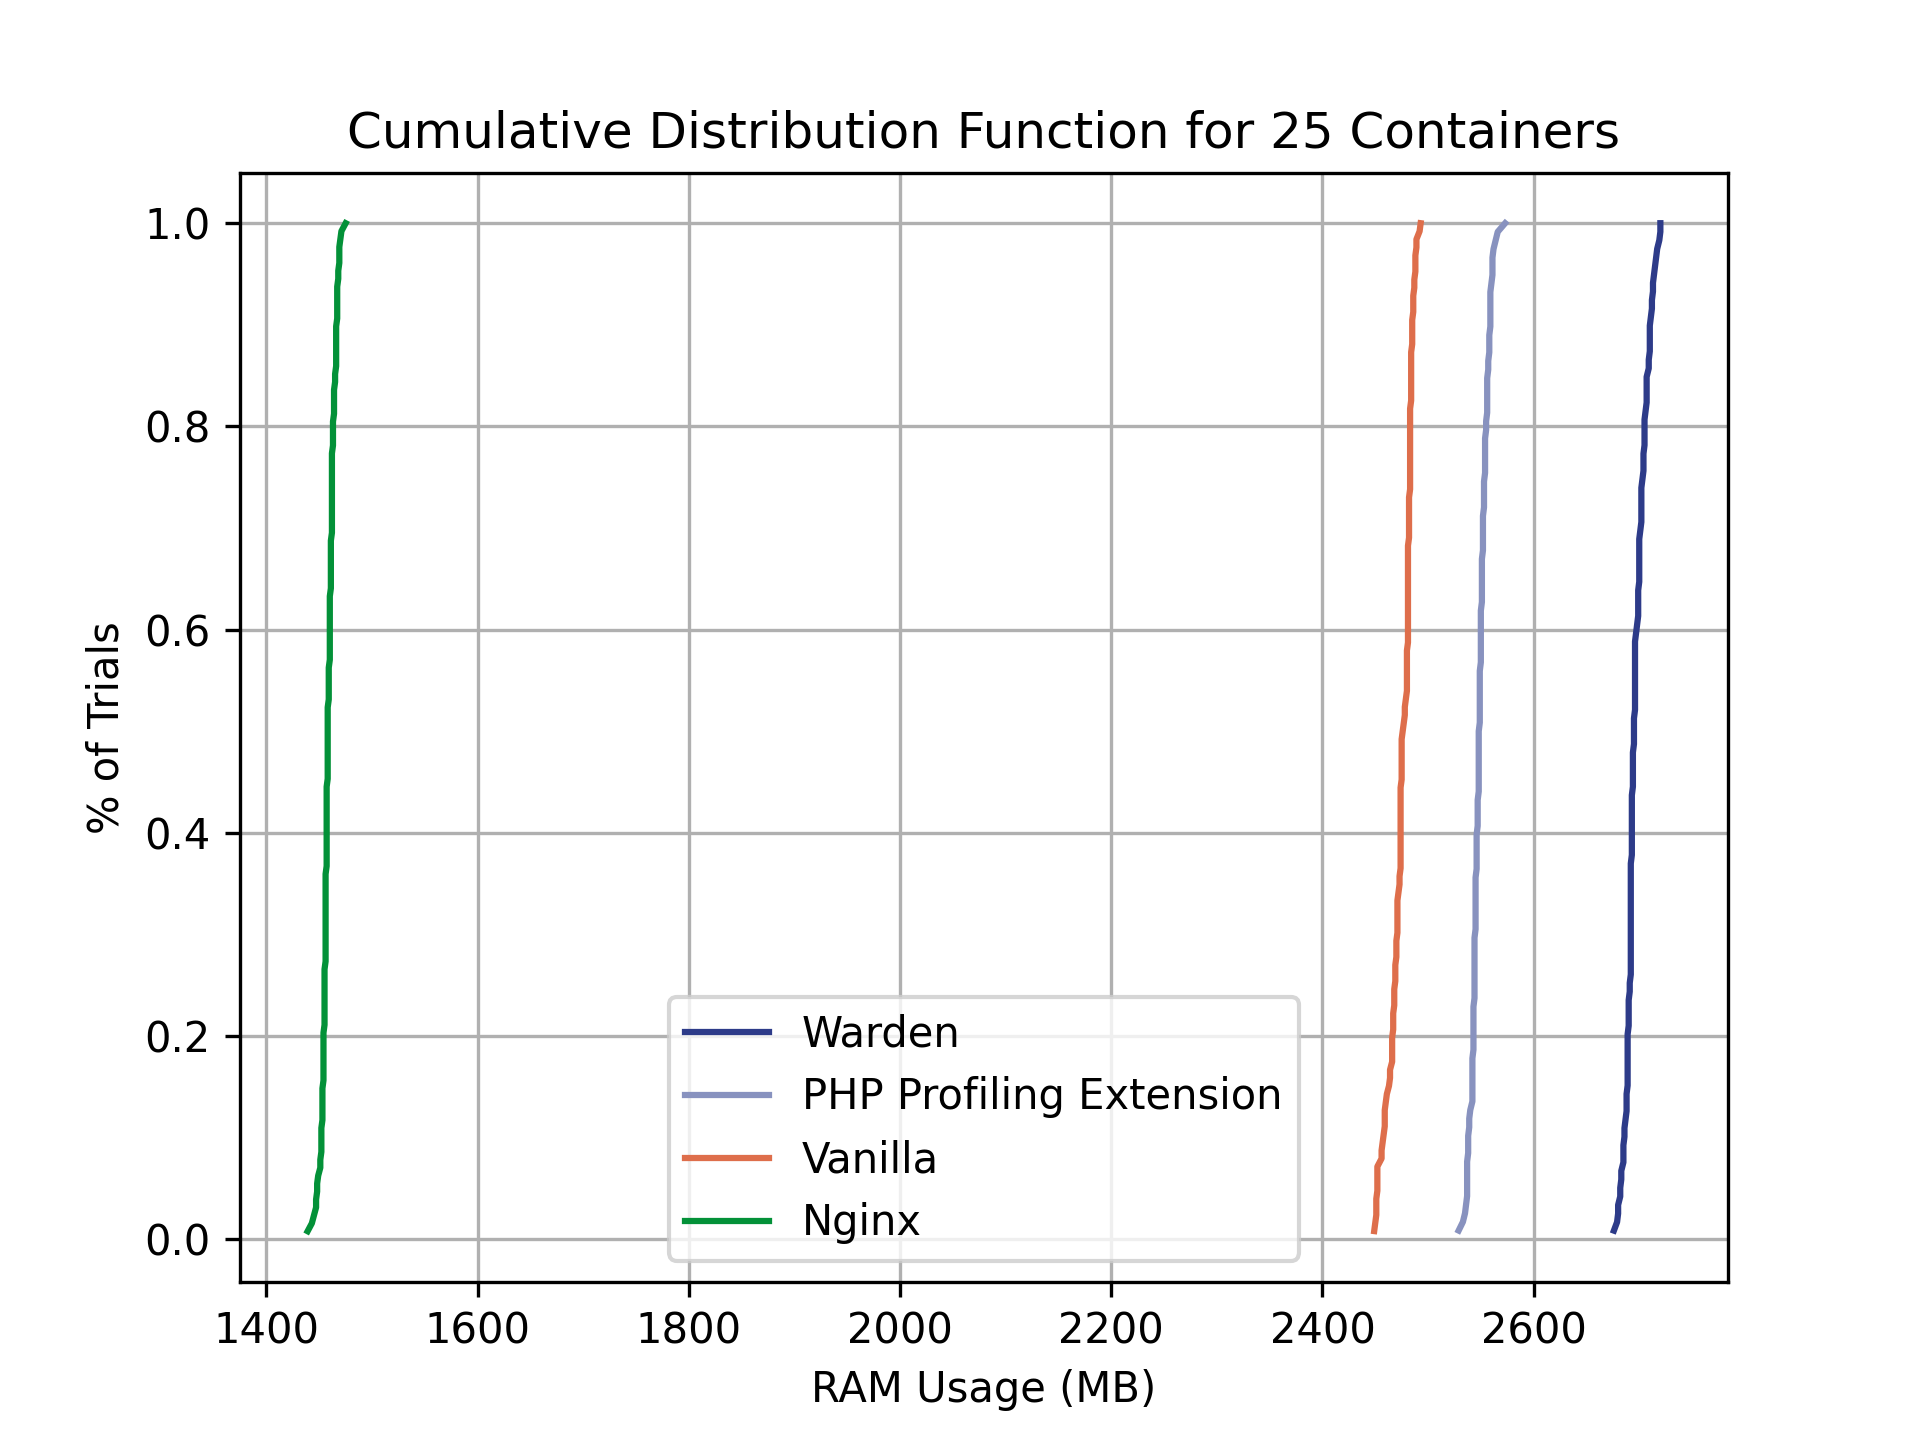 Cumulative Distribution Function for 25 Containers
1.0
0.8
0.6
0.4
0.2
0.0
% of Trials
Warden
PHP Profiling Extension
Vanilla
Nginx
1400 1600 1800 2000 2200 2400 2600
RAM Usage (MB)